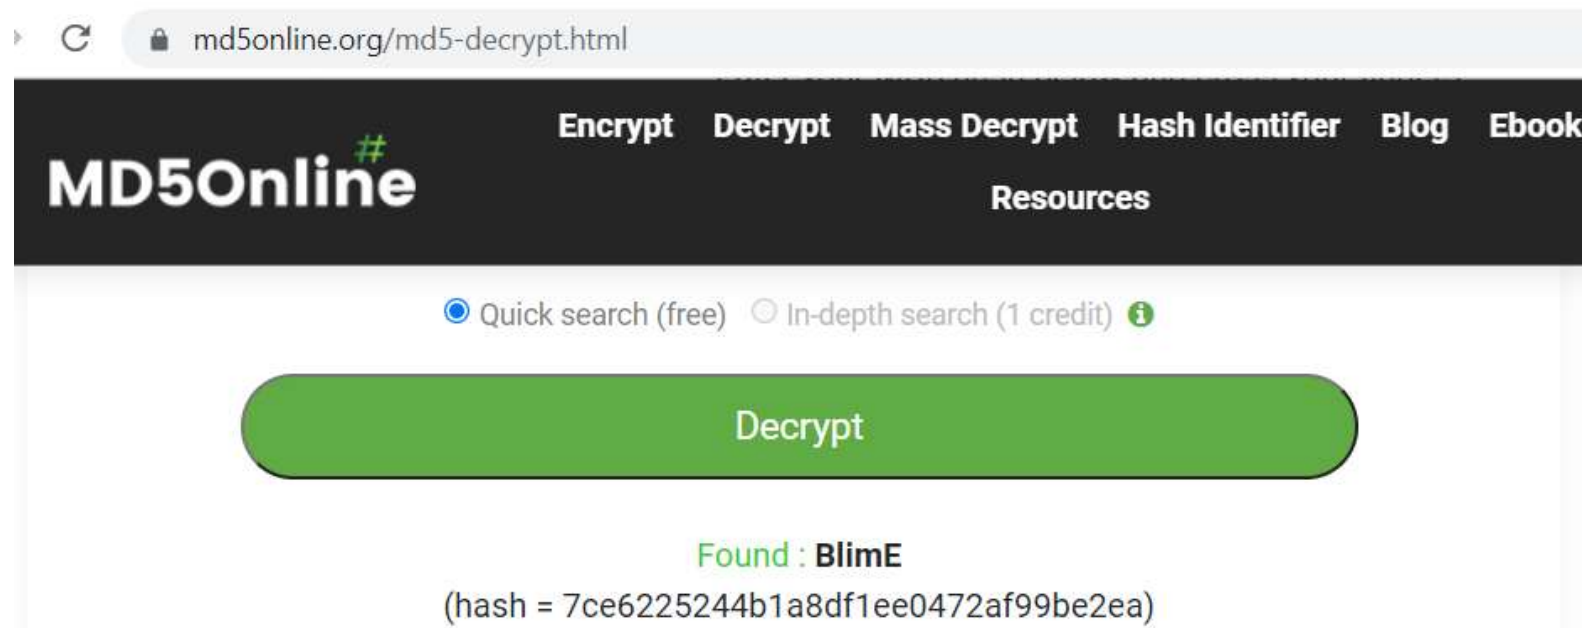 md5online.org/md5-decrypt.html
Encrypt Decrypt Mass Decrypt Hash Identifier Blog Ebook
MD5Online
#
Resources
Quick search (free) In-depth search (1 credit)
Decrypt
Found : BlimE
(hash = 7ce6225244b1a8df1ee0472af99be2ea)